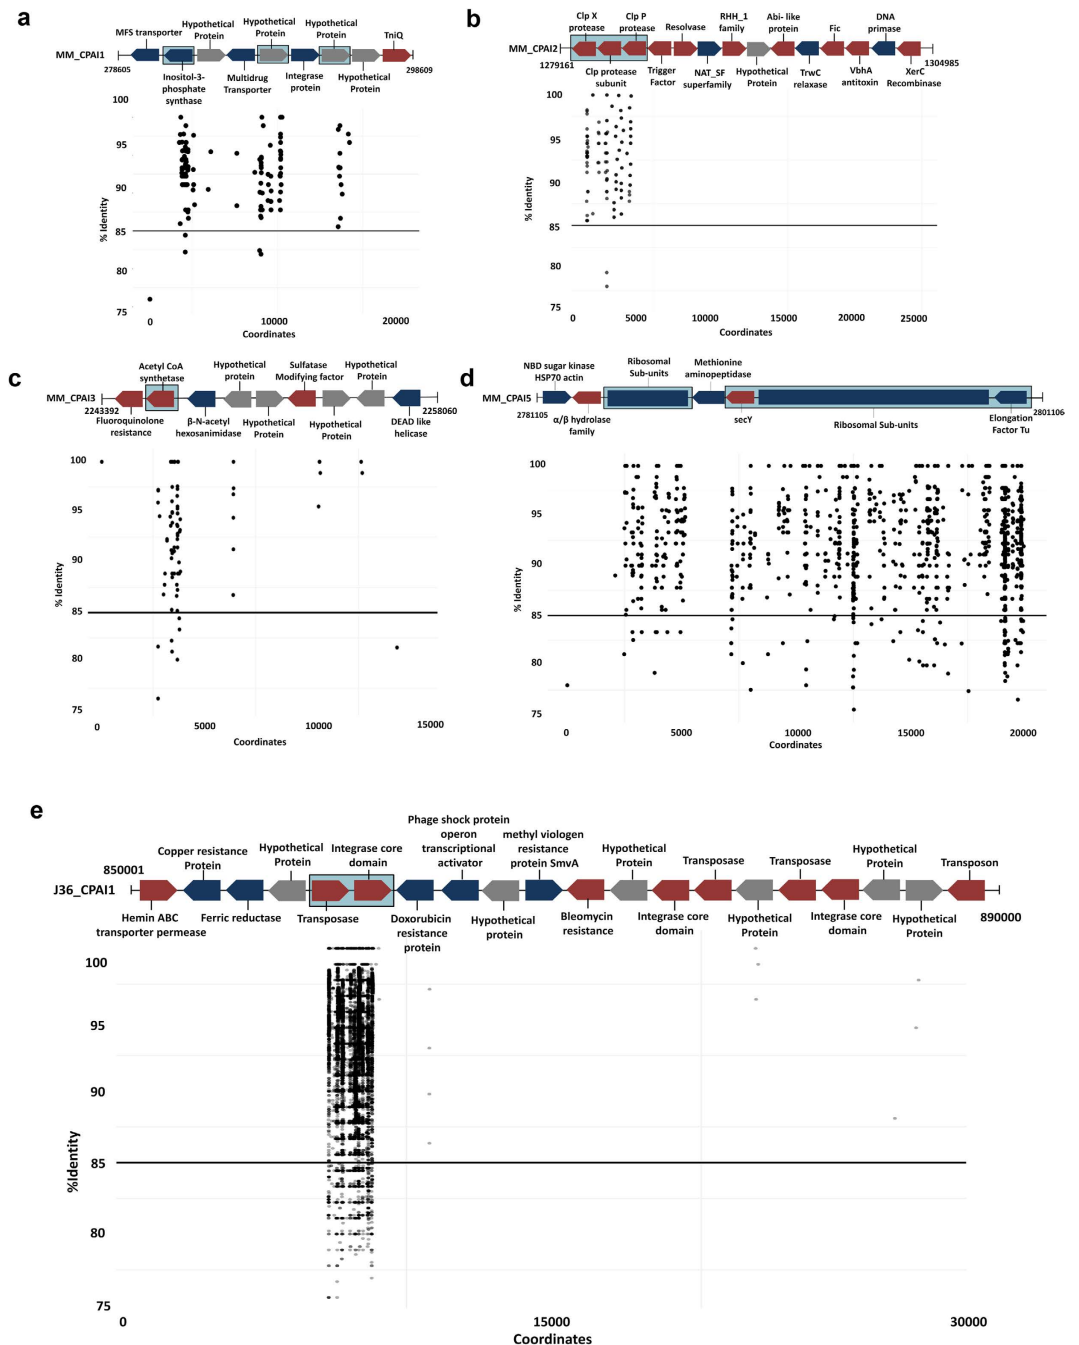 a
Hypothetical
Protein
Hypothetical
Protein
Hypothetical
Protein
MFS transporter
TniQ
MM_CPAI1
278605
298609
Inositol-3-
phosphate
synthase
Multidrug
Transporter
Integrase
protein
Hypothetical
Protein
100
95
90
85
80
75
% Identity
0
10000
20000
Coordinates
b
Clp X
protease
Clp P
protease
Resolvase
RHH_1
family
Abi- like
protein
Fic
DNA
primase
MM_CPAI2
1279161
1304985
Clp protease
subunit
Trigger
Factor
NAT_SF
superfamily
Hypothetical
Protein
TrwC
relaxase
VbhA
antitoxin
XerC
Recombinase
100
95
90
85
80
75
% Identity
0
5000
10000
15000
20000
25000
Coordinates
c
Acetyl CoA
synthetase
Hypothetical
protein
Sulfatase
Modifying factor
Hypothetical
Protein
MM_CPAI3
2243392
2258060
Fluoroquinolone
resistance
β-N-acetyl
hexosanimidase
Hypothetical
Protein
Hypothetical
Protein
DEAD like
helicase
100
95
90
85
80
75
% Identity
0
5000
10000
15000
Coordinates
d
NBD sugar kinase
HSP70 actin
Ribosomal
Sub-units
Methionine
aminopeptidase
MM_CPAI5
2781105
2801106
α/β hydrolase
family
secY
Ribosomal Sub-units
Elongation
Factor Tu
100
95
90
85
80
75
% Identity
0
5000
10000
15000
20000
Coordinates
e
Phage shock protein
operon
transcriptional
activator
methyl viologen
resistance
protein SmvA
Copper resistance
Protein
Hypothetical
Protein
Integrase core
domain
Hypothetical
Protein
Transposase
Transposase
Hypothetical
Protein
Transposon
850001
J36_CPAI1
890000
Hemin ABC
transporter permease
Ferric reductase
Transposase
Doxorubicin
resistance
protein
Hypothetical
protein
Bleomycin
resistance
Integrase core
domain
Hypothetical
Protein
Integrase core
domain
Hypothetical
Protein
100
95
90
85
80
75
%Identity
0
15000
30000
Coordinates